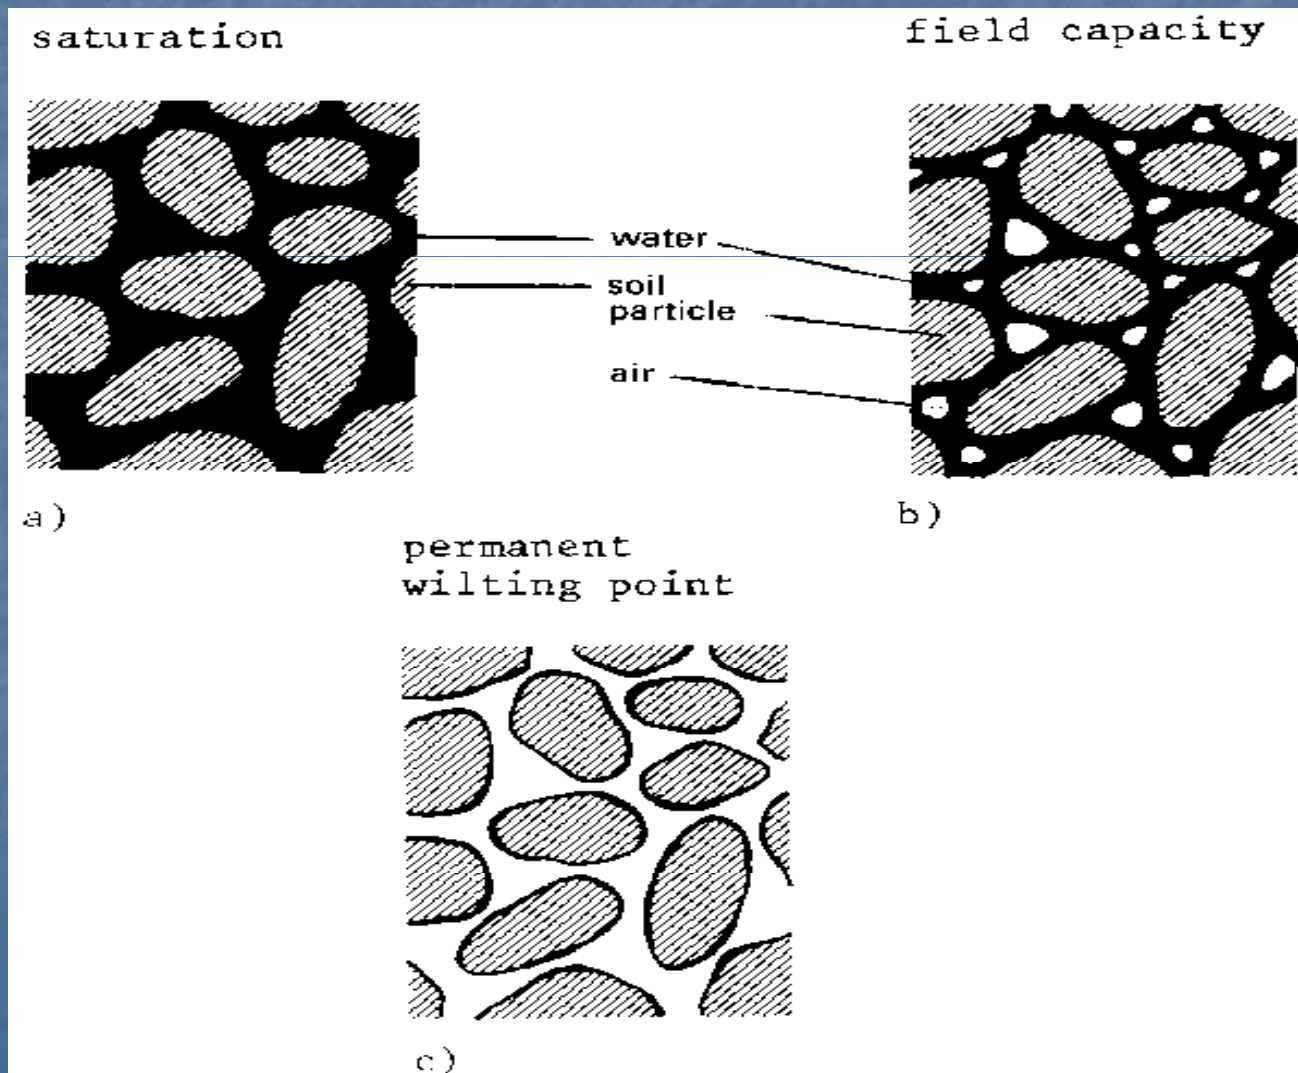 saturation
field capacity
water
soil
particle
air
a)
b)
permanent
wilting point
c)